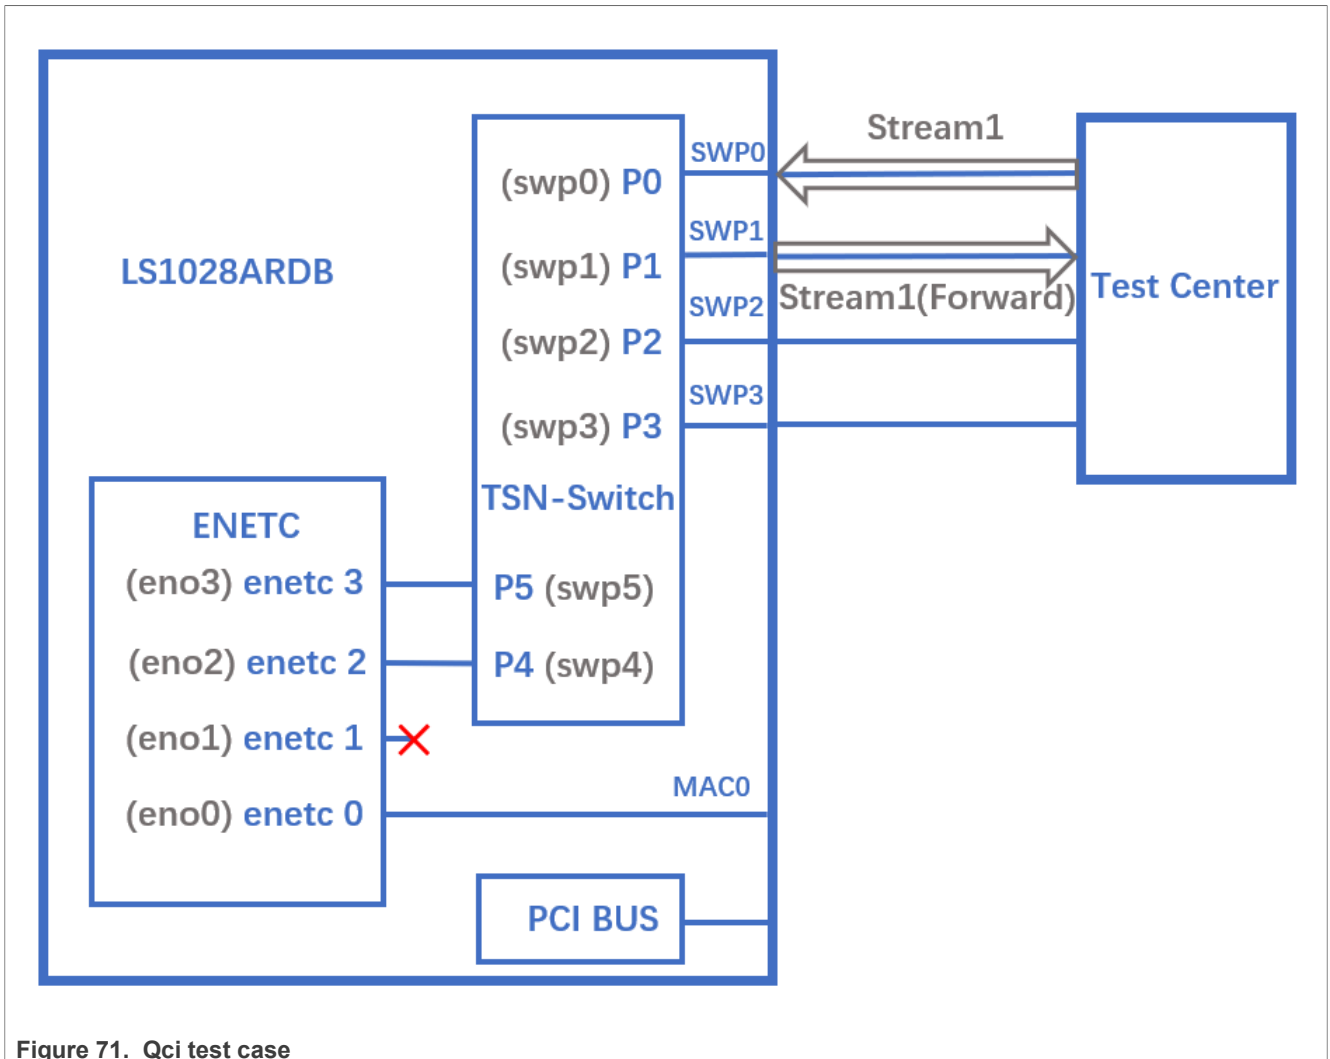 Stream1
SWP0
(swp0) P0
SWP1
(swp1) P1
LS1028ARDB
Test Center
Stream1(Forward)
SWP2
(swp2) P2
SWP3
(swp3) P3
TSN-Switch
ENETC
(eno3) enetc 3
P5 (swp5)
(eno2) enetc 2
P4 (swp4)
(eno1) enetc 1
MAC0
(eno0) enetc 0
PCI BUS
Figure 71. Qci test case